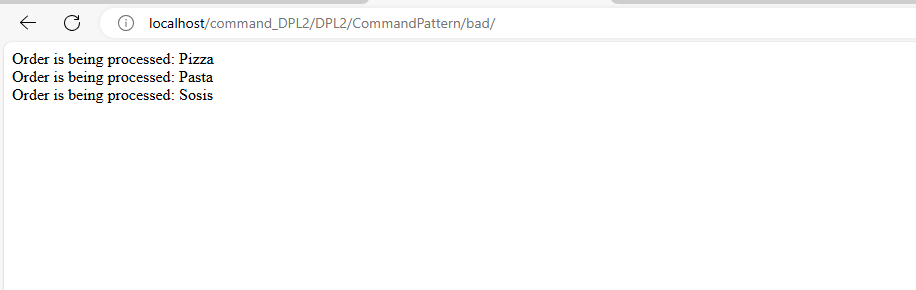 localhost/command_DPL2/DPL2/CommandPattern/bad/
Order is being processed: Pizza
Order is being processed: Pasta
Order is being processed: Sosis